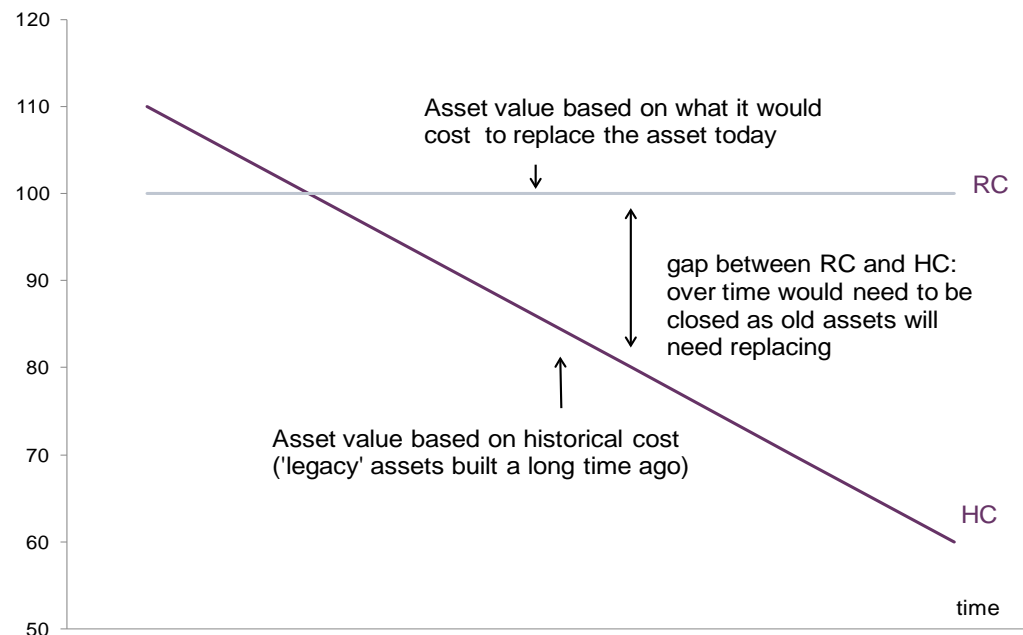 120
110
Asset value based on what it would
cost to replace the asset today
100
RC
gap between RC and HC:
over time would need to be
closed as old assets will
need replacing
90
80
Asset value based on historical cost
('legacy' assets built a long time ago)
70
HC
60
time
50